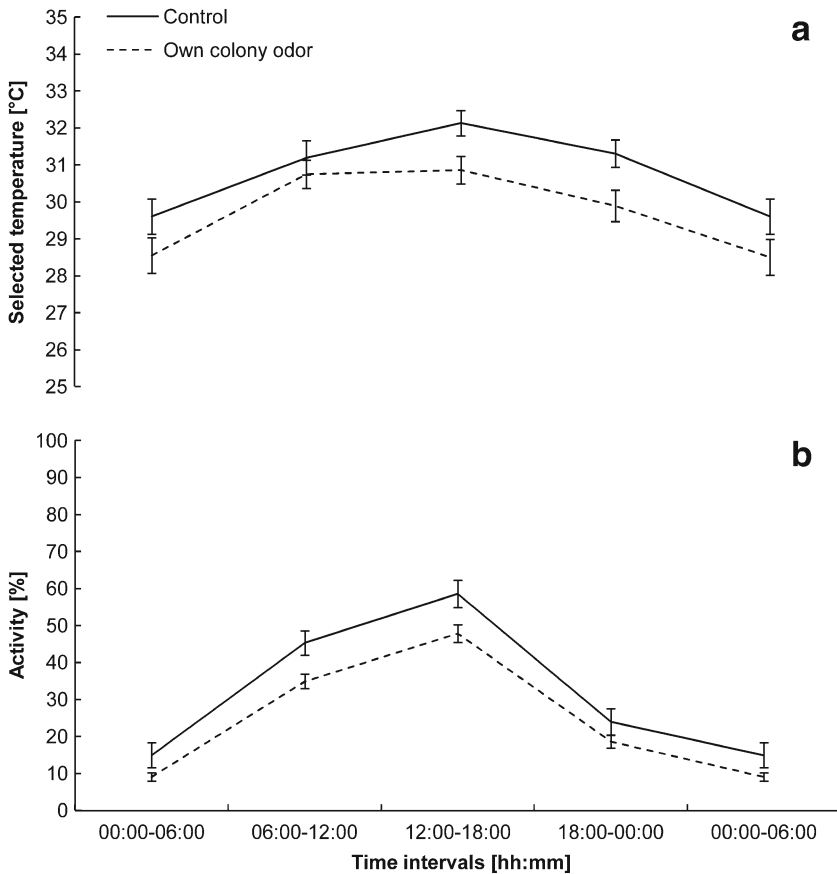 Control
Own colony odor
a
Selected temperature [°C]
35
34
33
32
31
30
29
28
27
26
25
b
Activity [%]
100
90
80
70
60
50
40
30
20
10
0
00:00-06:00 06:00-12:00 12:00-18:00 18:00-00:00 00:00-06:00
Time intervals [hh:mm]